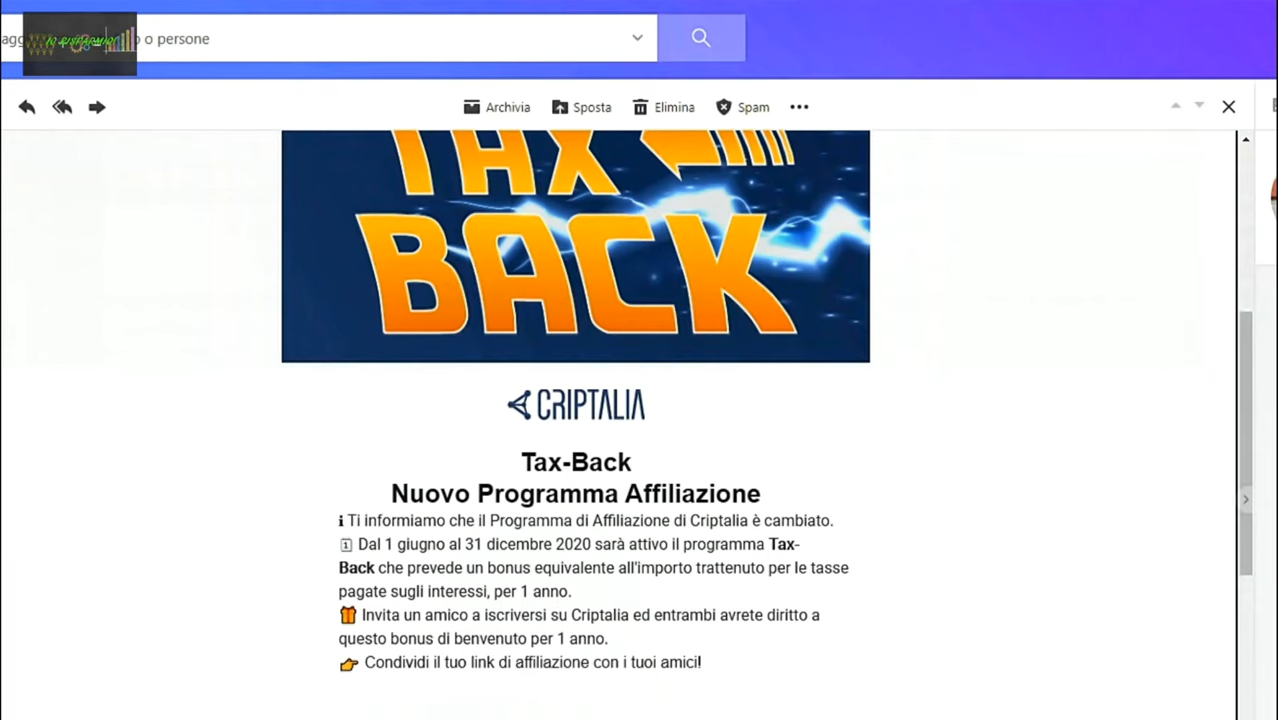 o persone
IO RISPARMIO!
Archivia Sposta Elimina Spam
TAX
BACK
CRIPTALIA
Tax-Back
Nuovo Programma Affiliazione
ℹ Ti informiamo che il Programma di Affiliazione di Criptalia è cambiato.
🗓 Dal 1 giugno al 31 dicembre 2020 sarà attivo il programma Tax-
Back che prevede un bonus equivalente all'importo trattenuto per le tasse
pagate sugli interessi, per 1 anno.
🎁 Invita un amico a iscriversi su Criptalia ed entrambi avrete diritto a
questo bonus di benvenuto per 1 anno.
👉 Condividi il tuo link di affiliazione con i tuoi amici!